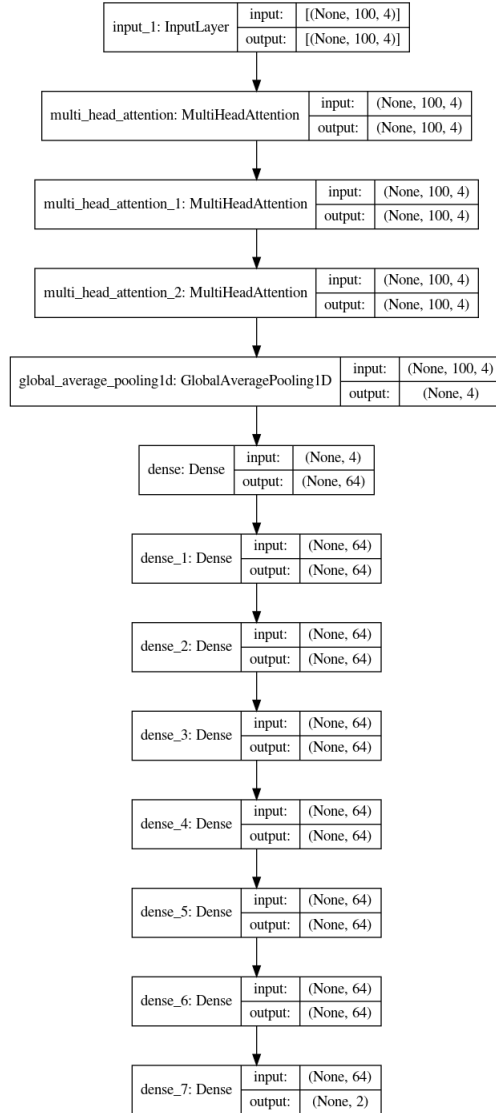 input_1: InputLayer
input: [(None, 100, 4)]
output: [(None, 100, 4)]
multi_head_attention: MultiHeadAttention
input: (None, 100, 4)
output: (None, 100, 4)
multi_head_attention_1: MultiHeadAttention
input: (None, 100, 4)
output: (None, 100, 4)
multi_head_attention_2: MultiHeadAttention
input: (None, 100, 4)
output: (None, 100, 4)
global_average_pooling1d: GlobalAveragePooling1D
input: (None, 100, 4)
output: (None, 4)
dense: Dense
input: (None, 4)
output: (None, 64)
dense_1: Dense
input: (None, 64)
output: (None, 64)
dense_2: Dense
input: (None, 64)
output: (None, 64)
dense_3: Dense
input: (None, 64)
output: (None, 64)
dense_4: Dense
input: (None, 64)
output: (None, 64)
dense_5: Dense
input: (None, 64)
output: (None, 64)
dense_6: Dense
input: (None, 64)
output: (None, 64)
dense_7: Dense
input: (None, 64)
output: (None, 2)